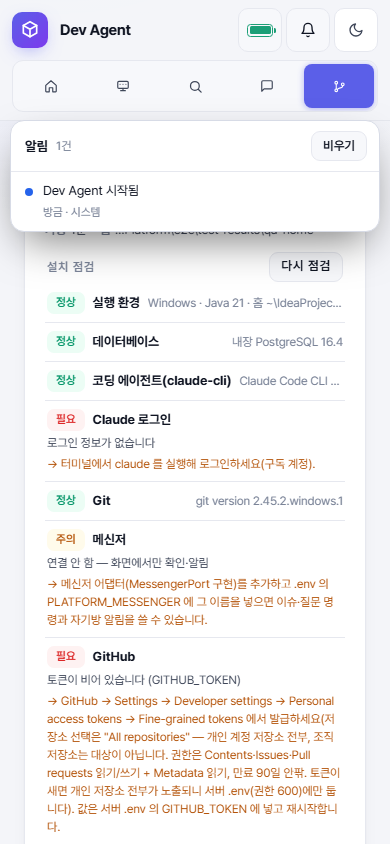 Dev Agent
알림 1건
비우기
Dev Agent 시작됨
방금 · 시스템
설치 점검
다시 점검
정상 실행 환경 Windows · Java 21 · 홈 ~\IdeaProjec...
정상 데이터베이스 내장 PostgreSQL 16.4
정상 코딩 에이전트(claude-cli) Claude Code CLI ...
필요 Claude 로그인
로그인 정보가 없습니다
→ 터미널에서 claude 를 실행해 로그인하세요(구독 계정).
정상 Git git version 2.45.2.windows.1
주의 메신저
연결 안 함 — 화면에서만 확인·알림
→ 메신저 어댑터(MessengerPort 구현)를 추가하고 .env 의
PLATFORM_MESSENGER 에 그 이름을 넣으면 이슈·질문 명
령과 자기방 알림을 쓸 수 있습니다.
필요 GitHub
토큰이 비어 있습니다 (GITHUB_TOKEN)
→ GitHub → Settings → Developer settings → Personal
access tokens → Fine-grained tokens 에서 발급하세요(저
장소 선택은 "All repositories" — 개인 계정 저장소 전부, 조직
저장소는 대상이 아닙니다. 권한은 Contents·Issues·Pull
requests 읽기/쓰기 + Metadata 읽기, 만료 90일 안팎. 토큰이
새면 개인 저장소 전부가 노출되니 서버 .env(권한 600)에만 둡
니다). 값은 서버 .env 의 GITHUB_TOKEN 에 넣고 재시작합니
다.